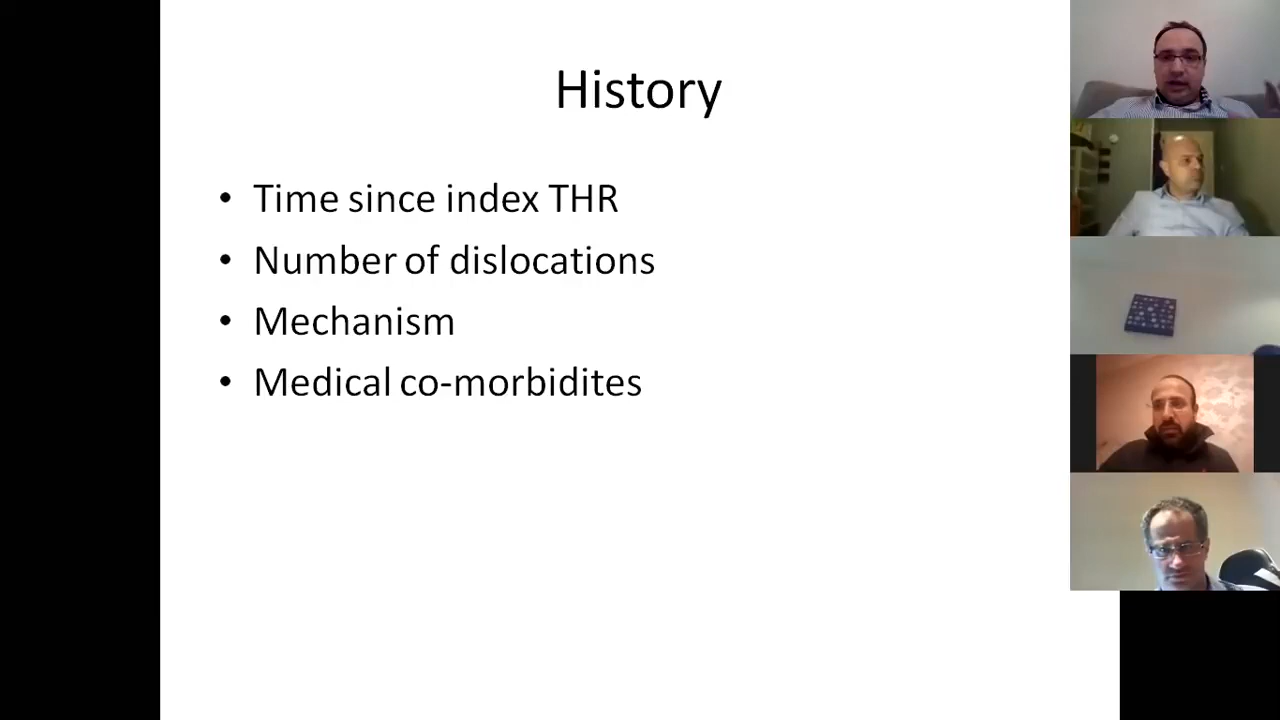 History
• Time since index THR
• Number of dislocations
• Mechanism
• Medical co-morbidites